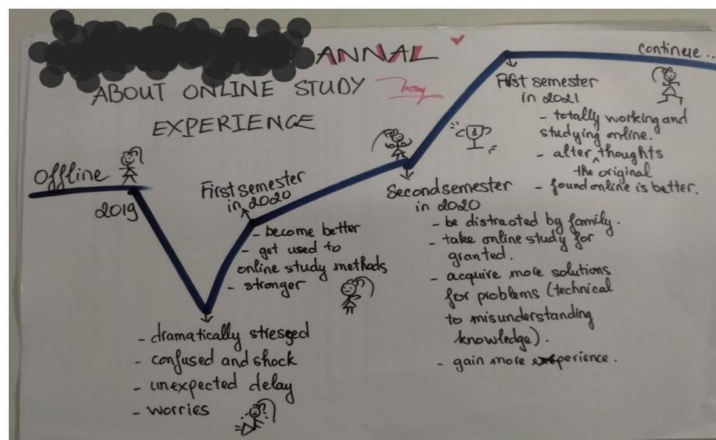 ANNAL
ABOUT ONLINE STUDY
EXPERIENCE
Offline
2019
- dramatically stressed
- confused and shock
- unexpected delay
- worries
First semester
in 2020
- become better
- get used to
online study methods
- stronger
Second semester
in 2020
- be distracted by family.
- take online study for
granted.
- acquire more solutions
for problems (technical
to misunderstanding
knowledge).
- gain more experience.
First semester
in 2021
- totally working and
studying online.
- alter thoughts
the original
- found online is better.
continue...